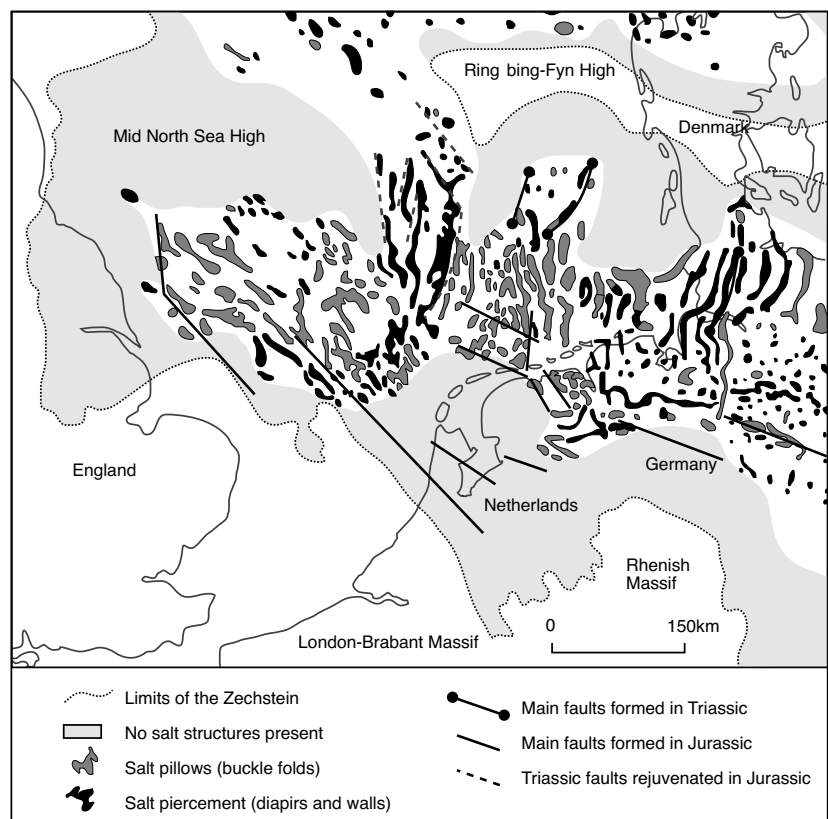 Ring bing-Fyn High
Denmark
Mid North Sea High
England
Germany
Netherlands
Rhenish
Massif
London-Brabant Massif
0 150km
Limits of the Zechstein
No salt structures present
Salt pillows (buckle folds)
Salt piercement (diapirs and walls)
Main faults formed in Triassic
Main faults formed in Jurassic
Triassic faults rejuvenated in Jurassic